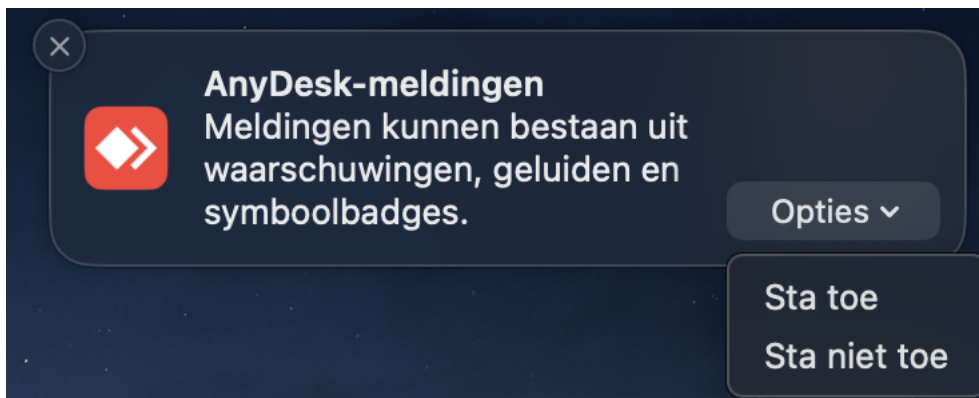 AnyDesk-meldingen
Meldingen kunnen bestaan uit
waarschuwingen, geluiden en
symboolbadges.
Opties
Sta toe
Sta niet toe